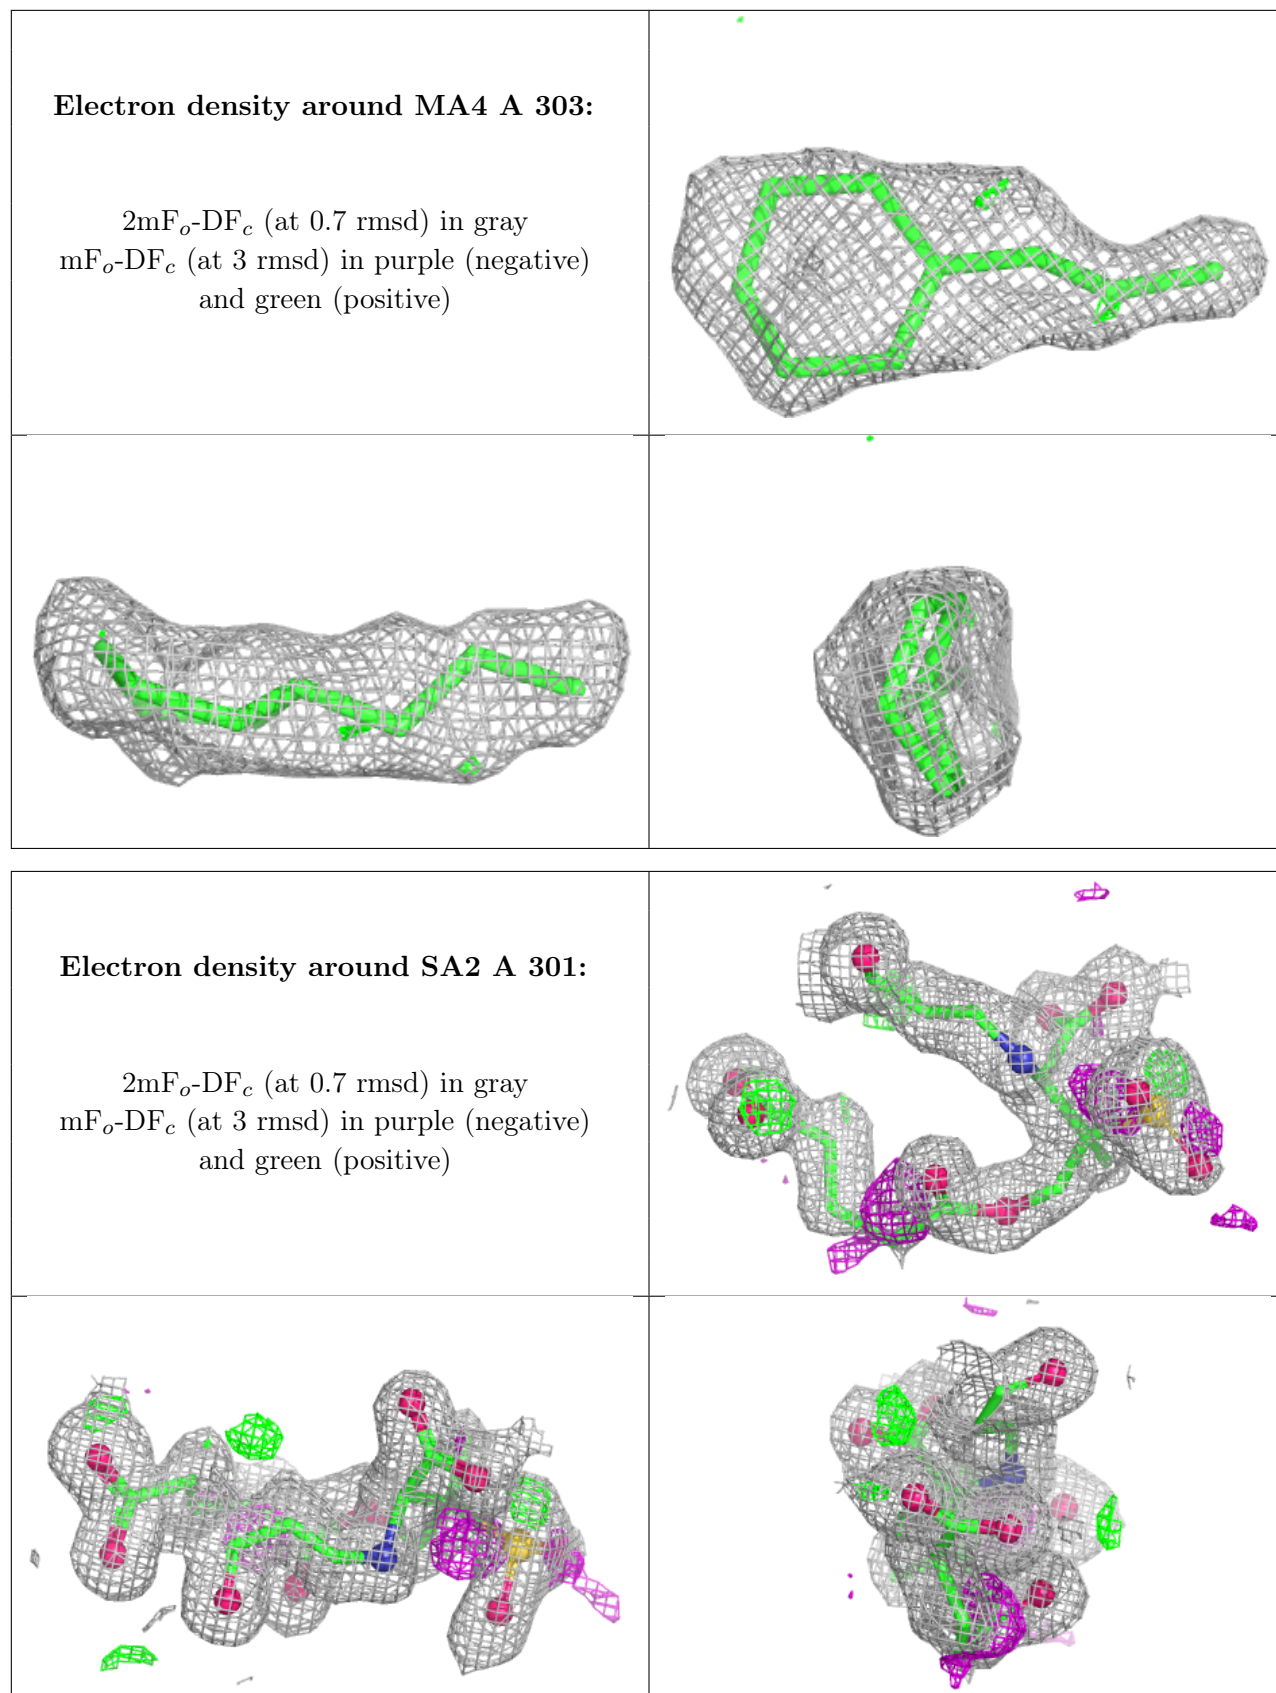 Electron density around MA4 A 303:
2mFₒ-DF𝒸 (at 0.7 rmsd) in gray
mFₒ-DF𝒸 (at 3 rmsd) in purple (negative)
and green (positive)
Electron density around SA2 A 301:
2mFₒ-DF𝒸 (at 0.7 rmsd) in gray
mFₒ-DF𝒸 (at 3 rmsd) in purple (negative)
and green (positive)